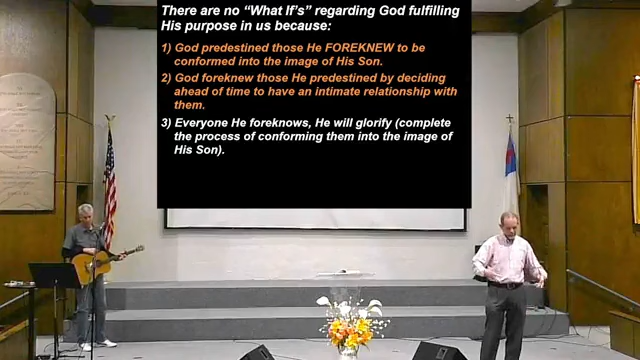 There are no “What If’s” regarding God fulfilling
His purpose in us because:
1) God predestined those He FOREKNEW to be
conformed into the image of His Son.
2) God foreknew those He predestined by deciding
ahead of time to have an intimate relationship with
them.
3) Everyone He foreknows, He will glorify (complete
the process of conforming them into the image of
His Son).